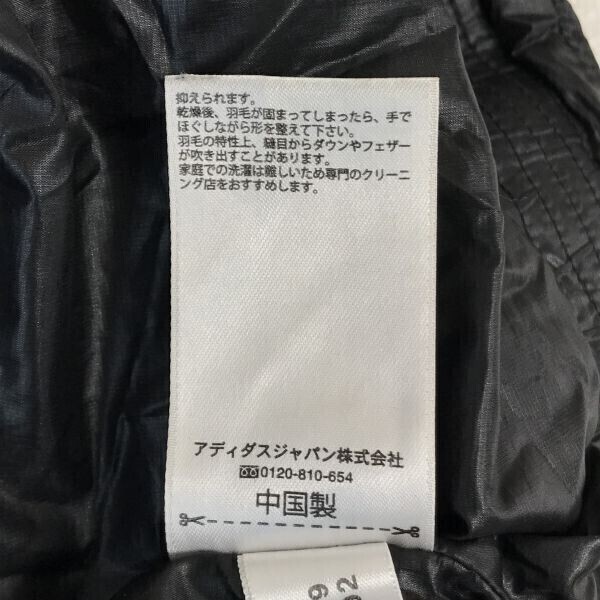 抑えられます。
乾燥後、羽毛が固まってしまったら、手で
ほぐしながら形を整えて下さい。
羽毛の特性上、縫目からダウンやフェザー
が吹き出すことがあります。
家庭での洗濯は難しいため専門のクリーニ
ング店をおすすめします。
アディダスジャパン株式会社
0120-810-654
中国製